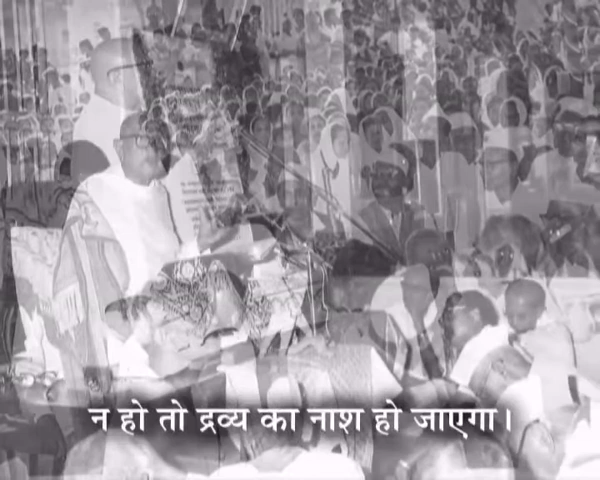 न हो तो द्रव्य का नाश हो जाएगा।